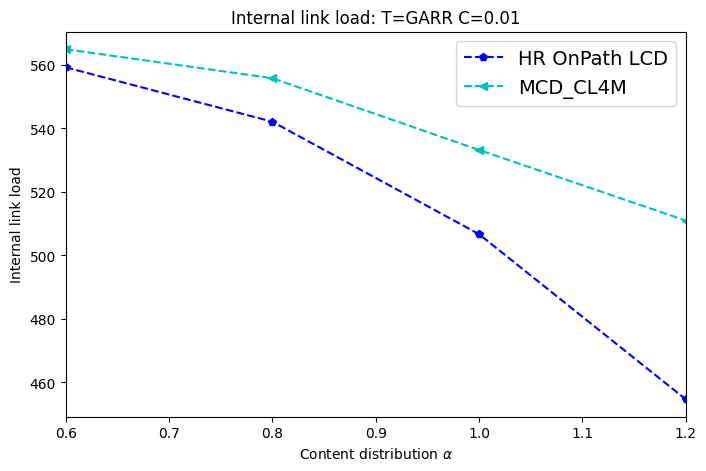 Internal link load: T=GARR C=0.01
HR OnPath LCD
MCD_CL4M
Internal link load
560
540
520
500
480
460
0.6 0.7 0.8 0.9 1.0 1.1 1.2
Content distribution α